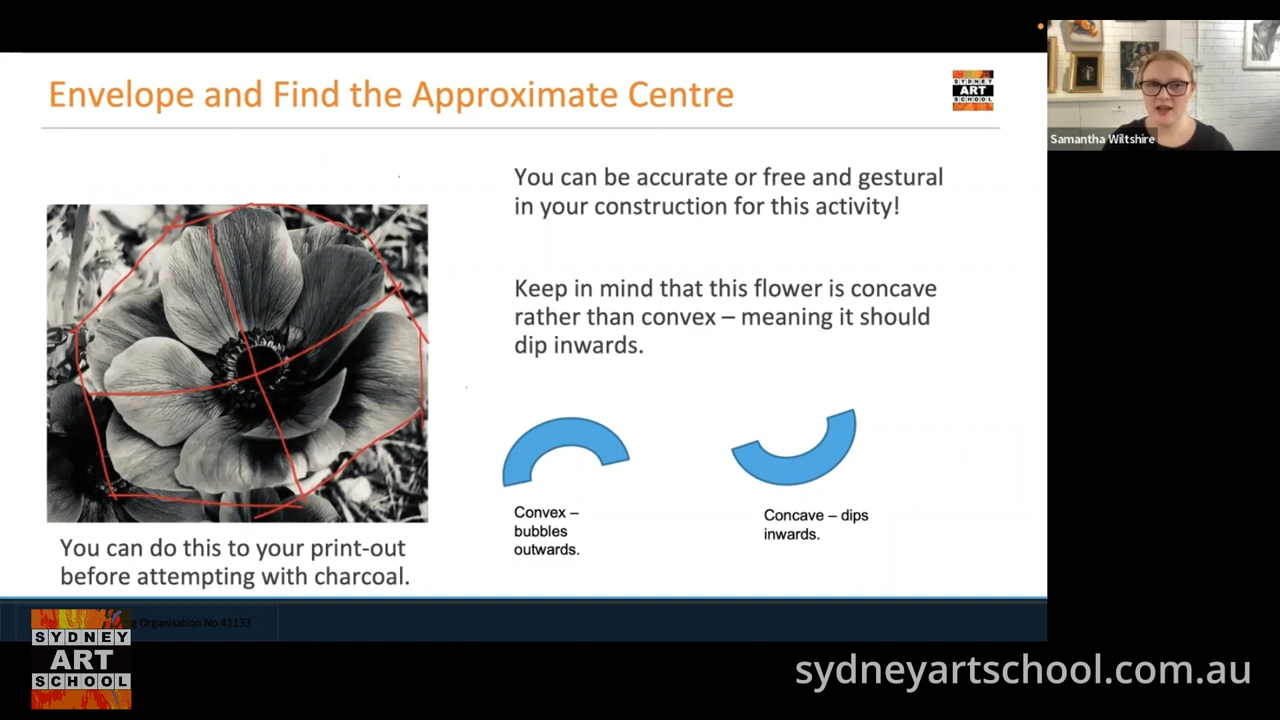 Envelope and Find the Approximate Centre
SYDNEY
ART
SCHOOL
Samantha Wiltshire
You can be accurate or free and gestural
in your construction for this activity!
Keep in mind that this flower is concave
rather than convex – meaning it should
dip inwards.
Convex –
bubbles
outwards.
Concave – dips
inwards.
You can do this to your print-out
before attempting with charcoal.
Organisation No 41133
SYDNEY
ART
SCHOOL
sydneyartschool.com.au